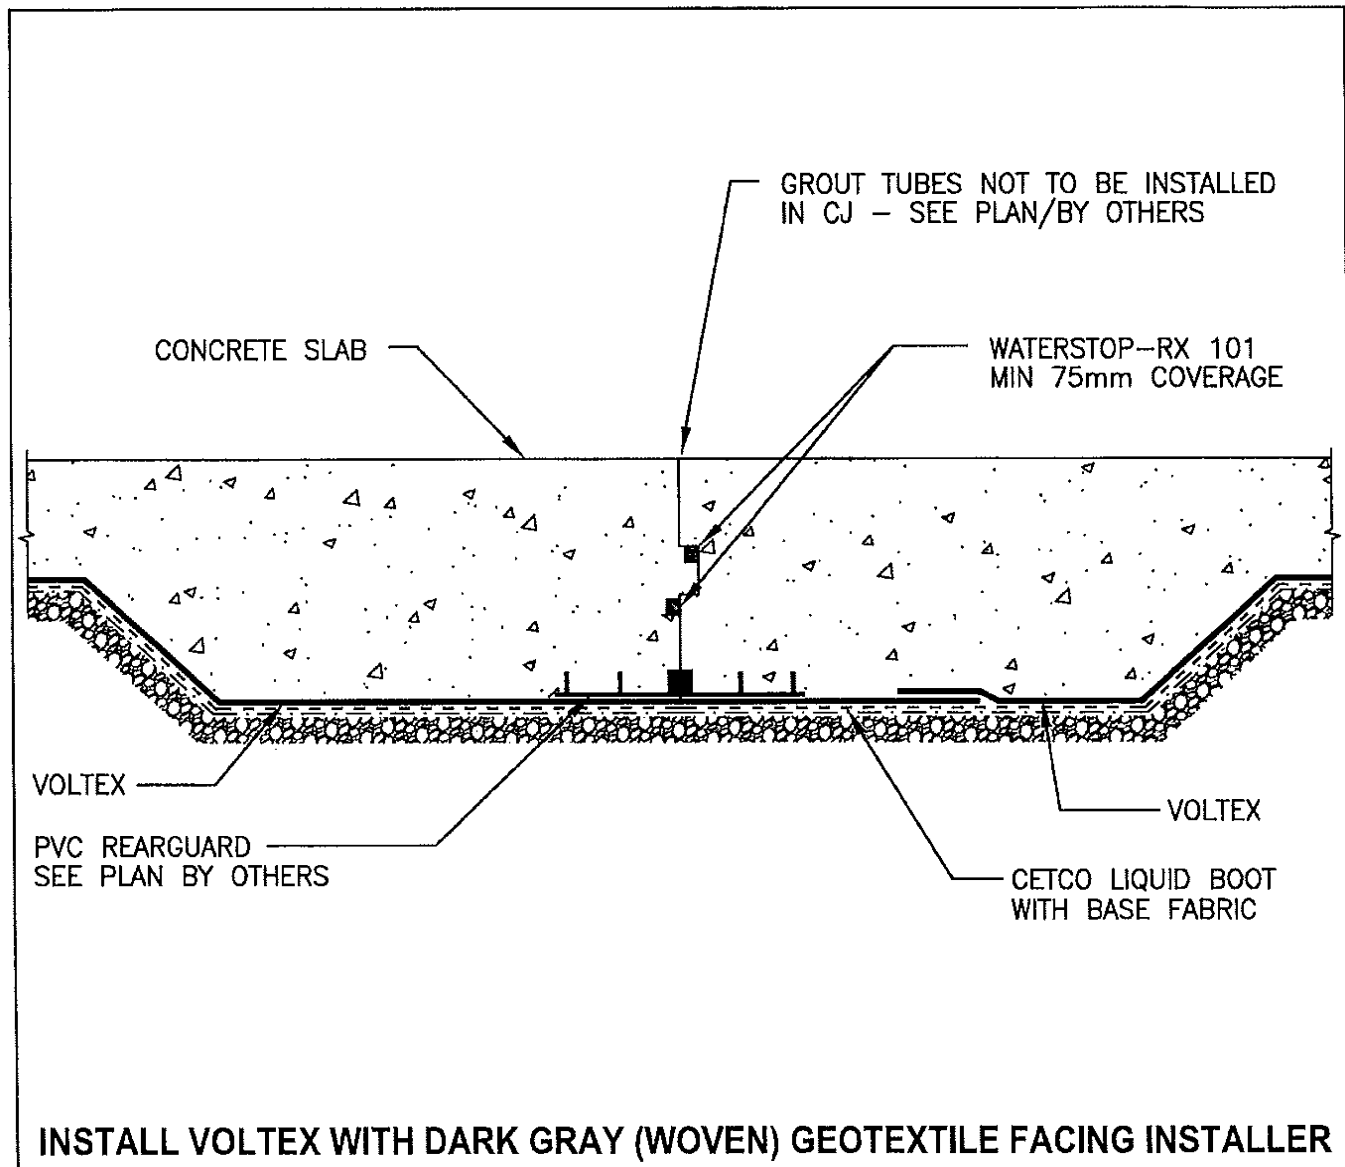 GROUT TUBES NOT TO BE INSTALLED
IN CJ – SEE PLAN/BY OTHERS
CONCRETE SLAB
WATERSTOP–RX 101
MIN 75mm COVERAGE
VOLTEX
PVC REARGUARD
SEE PLAN BY OTHERS
VOLTEX
CETCO LIQUID BOOT
WITH BASE FABRIC
INSTALL VOLTEX WITH DARK GRAY (WOVEN) GEOTEXTILE FACING INSTALLER